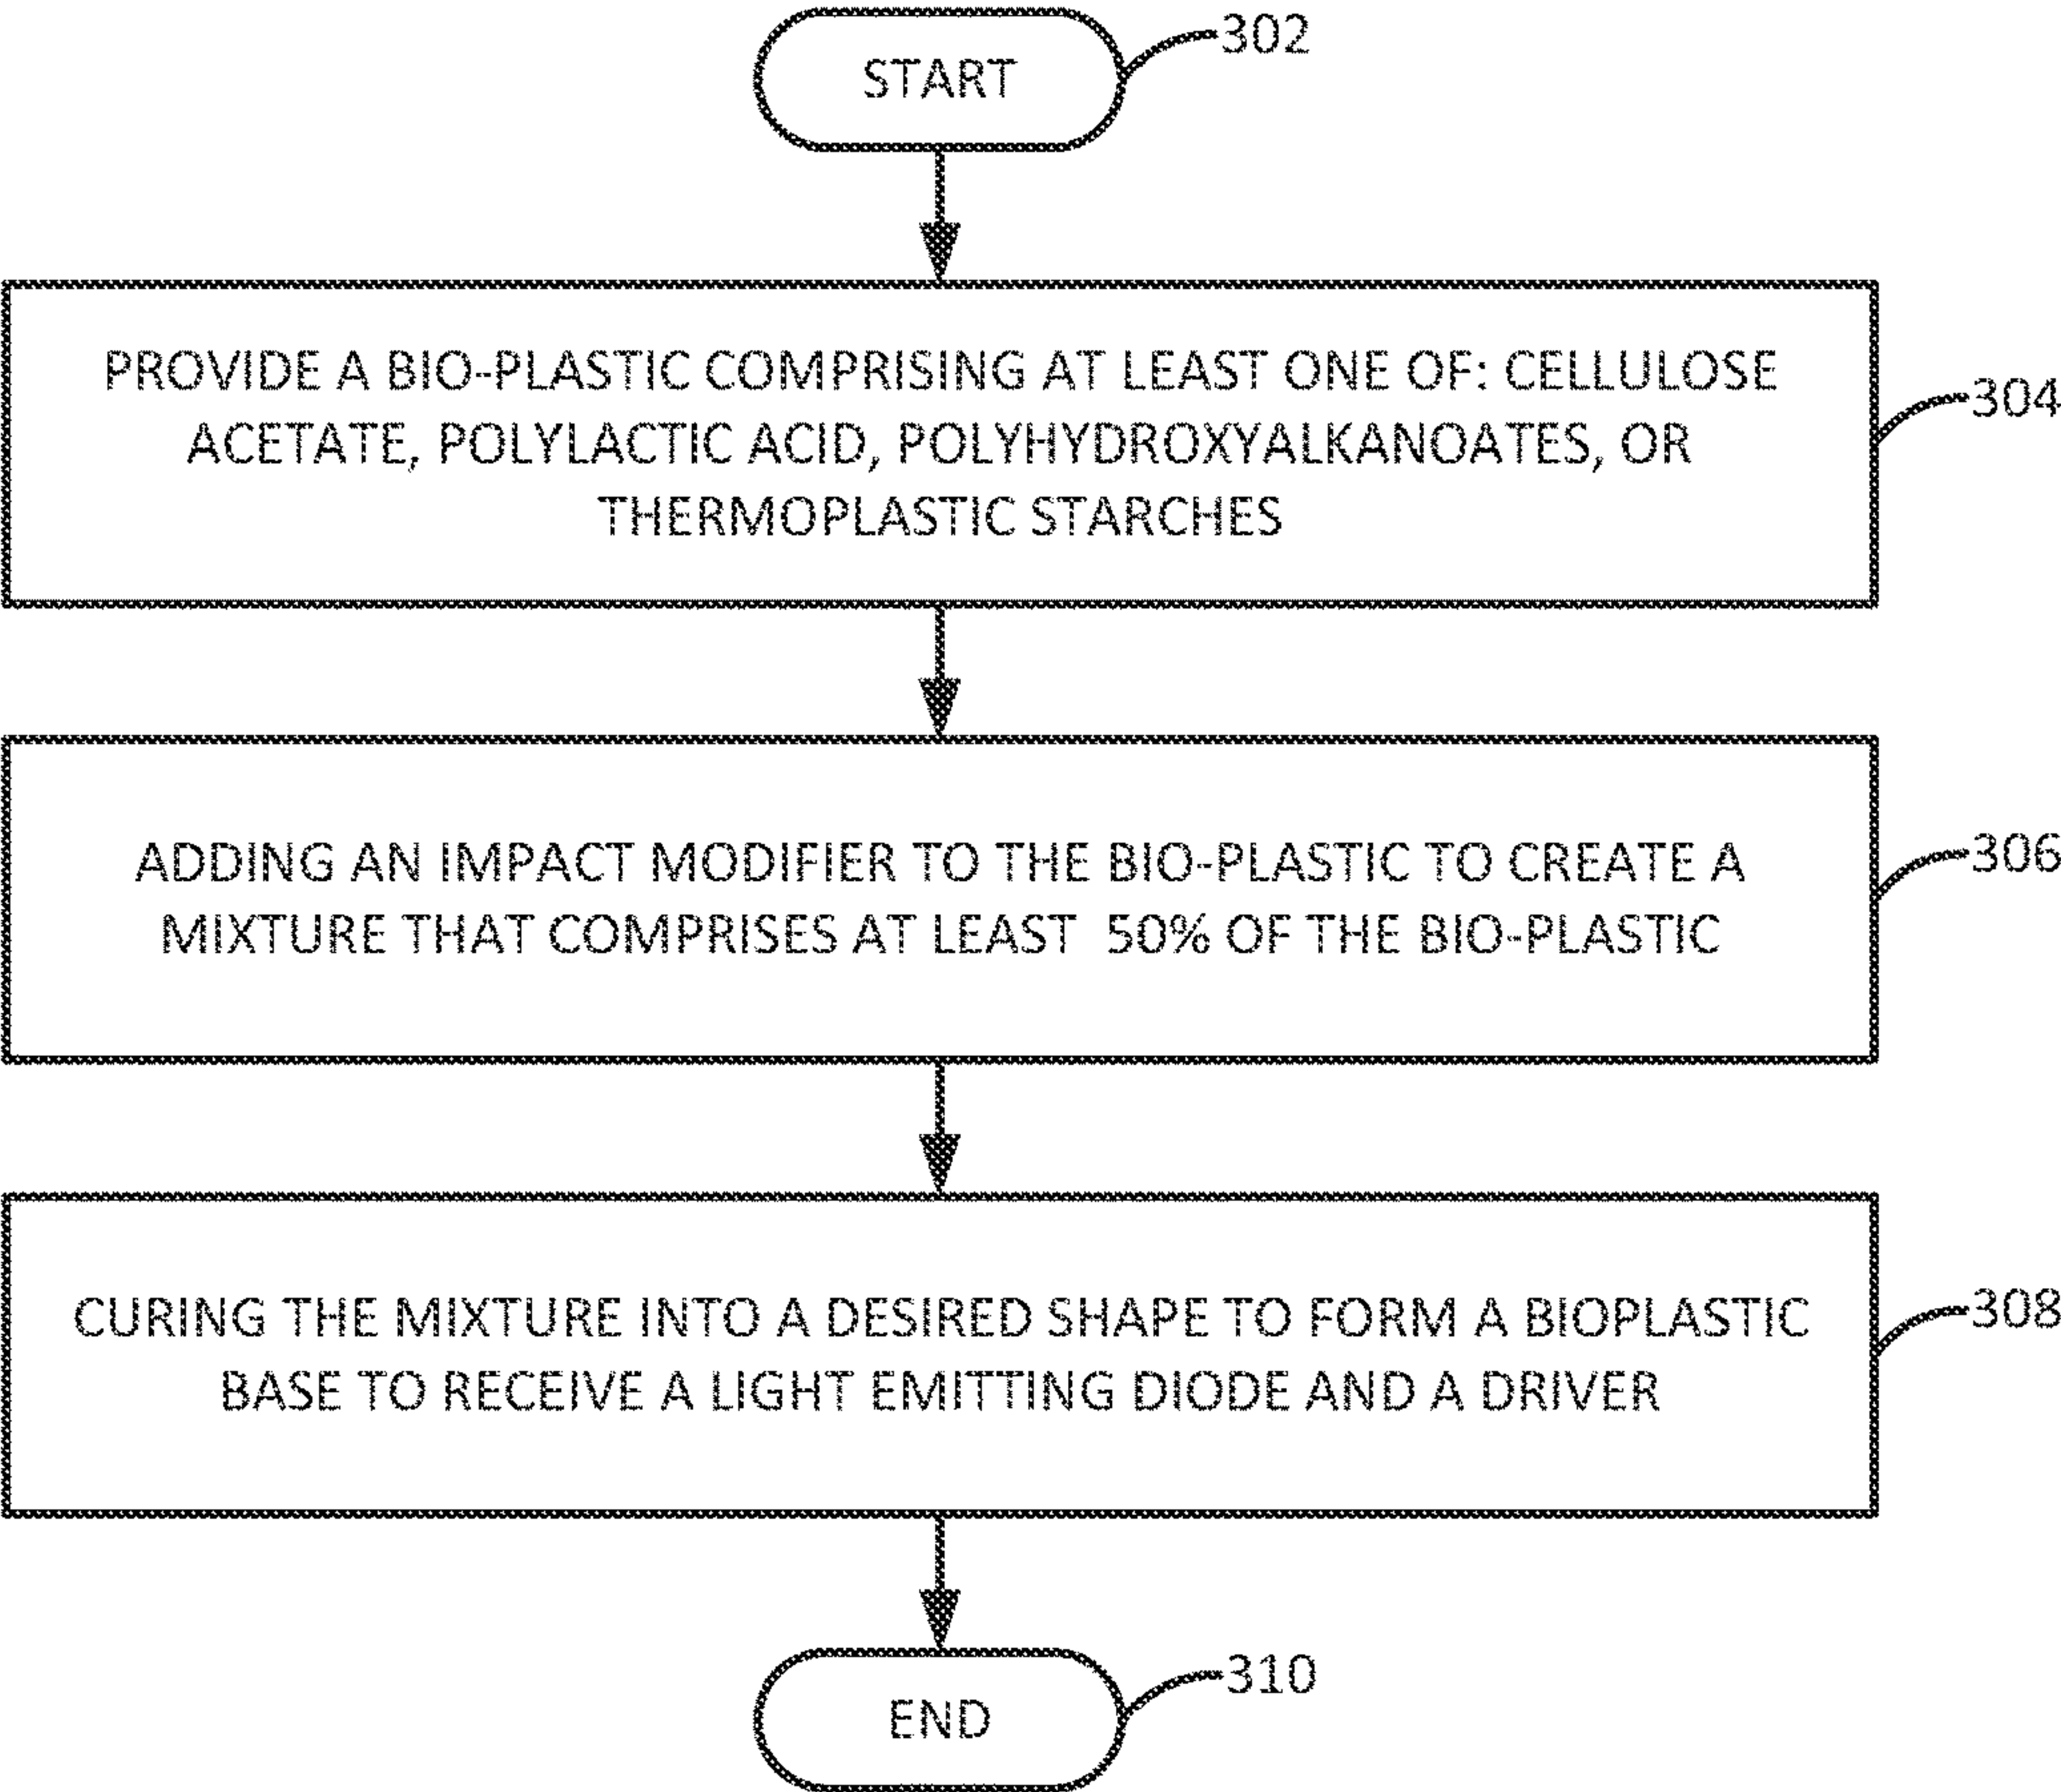 START
302
PROVIDE A BIO-PLASTIC COMPRISING AT LEAST ONE OF: CELLULOSE
ACETATE, POLYLACTIC ACID, POLYHYDROXYALKANOATES, OR
THERMOPLASTIC STARCHES
304
ADDING AN IMPACT MODIFIER TO THE BIO-PLASTIC TO CREATE A
MIXTURE THAT COMPRISES AT LEAST 50% OF THE BIO-PLASTIC
306
CURING THE MIXTURE INTO A DESIRED SHAPE TO FORM A BIOPLASTIC
BASE TO RECEIVE A LIGHT EMITTING DIODE AND A DRIVER
308
END
310